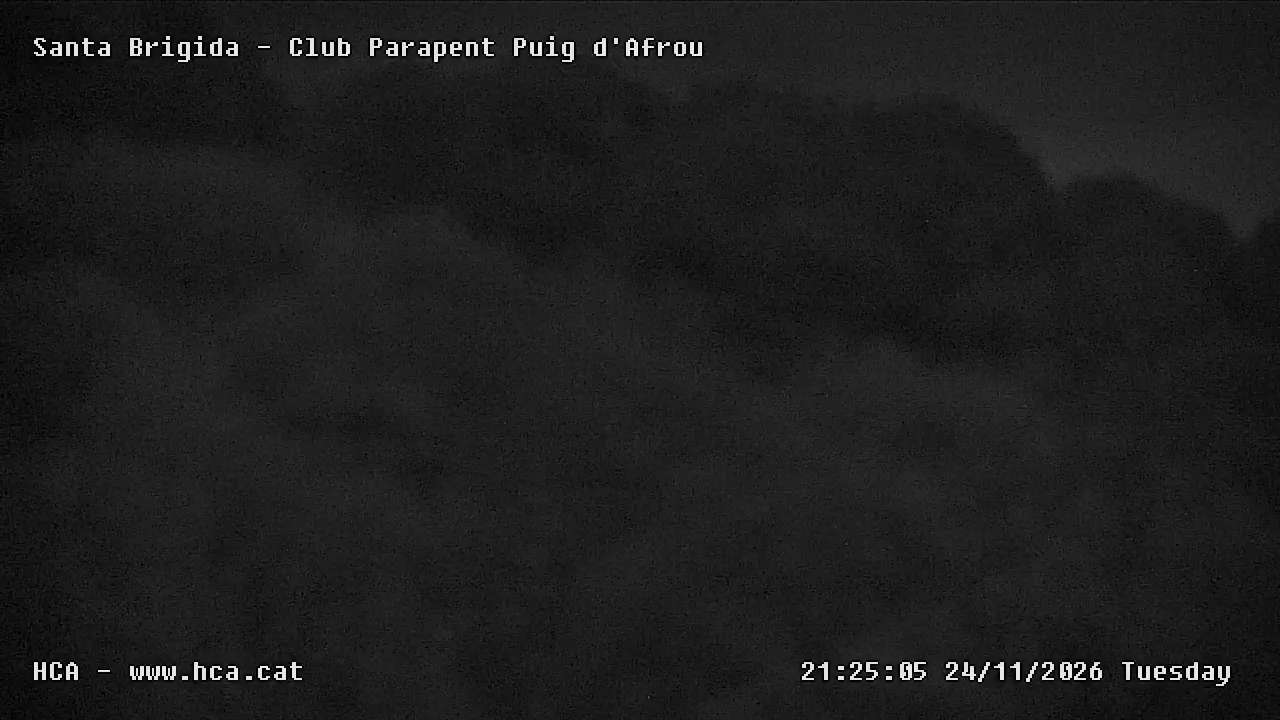 Santa Brigida - Club Parapent Puig d'Afrou
HCA - www.hca.cat
21:25:05 24/11/2026 Tuesday